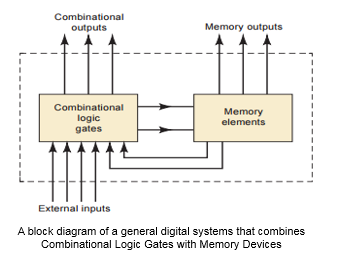 Combinational
outputs
Memory outputs
Combinational
logic
gates
Memory
elements
External inputs
A block diagram of a general digital systems that combines
Combinational Logic Gates with Memory Devices